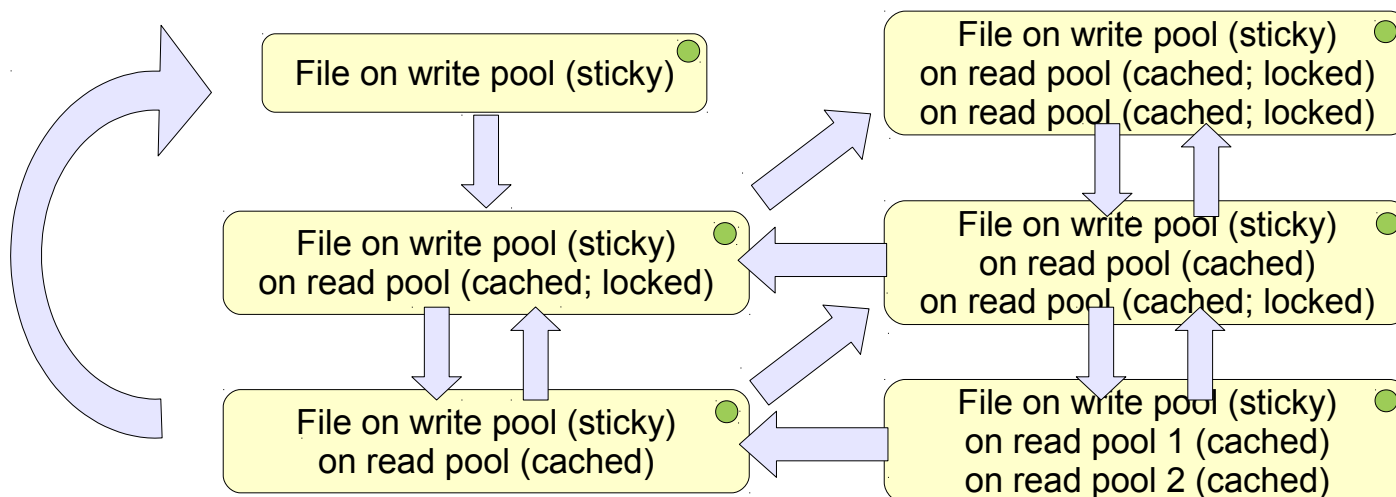 File on write pool (sticky)
File on write pool (sticky)
on read pool (cached; locked)
File on write pool (sticky)
on read pool (cached)
File on write pool (sticky)
on read pool (cached; locked)
on read pool (cached; locked)
File on write pool (sticky)
on read pool (cached)
on read pool (cached; locked)
File on write pool (sticky)
on read pool 1 (cached)
on read pool 2 (cached)